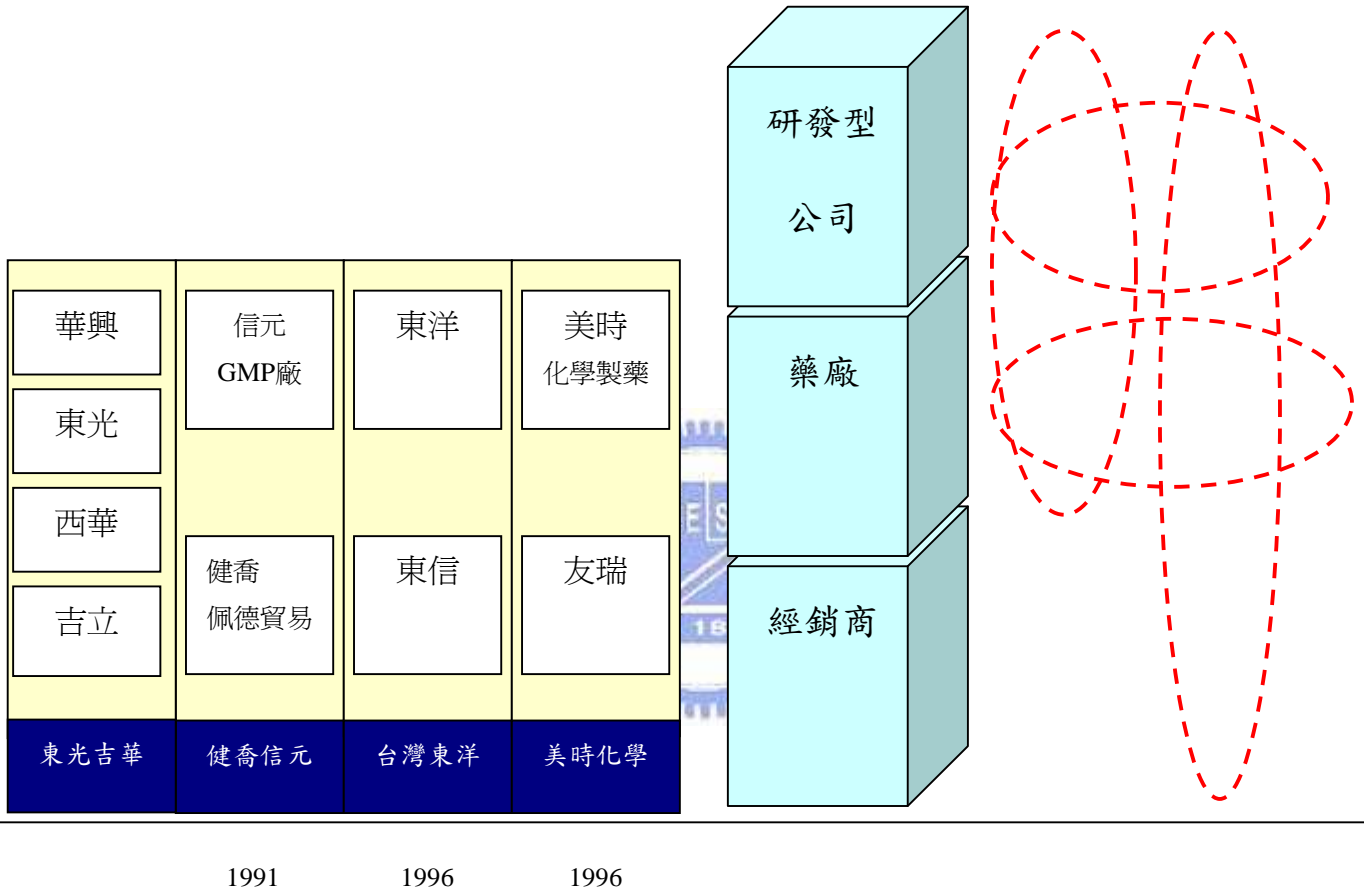 華興
東光
西華
吉立
東光吉華
信元
GMP廠
健喬
佩德貿易
健喬信元
東洋
東信
台灣東洋
美時
化學製藥
友瑞
美時化學
研發型
公司
藥廠
經銷商
1991
1996
1996